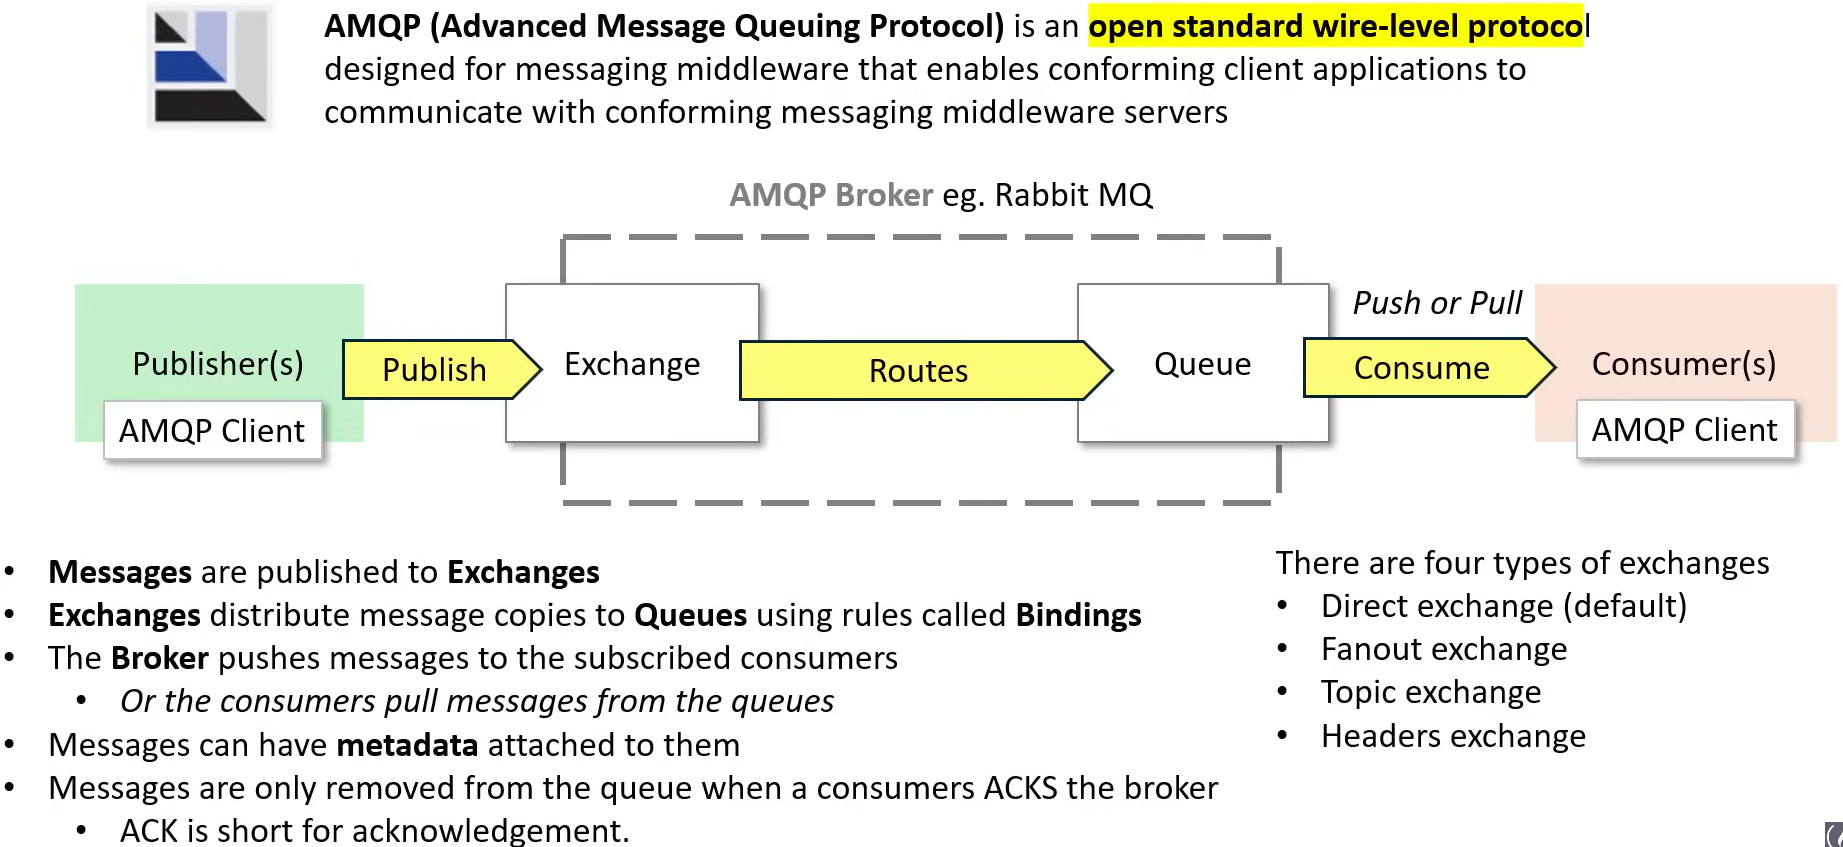 AMQP (Advanced Message Queuing Protocol) is an open standard wire-level protocol
designed for messaging middleware that enables conforming client applications to
communicate with conforming messaging middleware servers
AMQP Broker eg. Rabbit MQ
Push or Pull
Publisher(s)
Publish
Exchange
Routes
Queue
Consume
Consumer(s)
AMQP Client
AMQP Client
• Messages are published to Exchanges
• Exchanges distribute message copies to Queues using rules called Bindings
• The Broker pushes messages to the subscribed consumers
• Or the consumers pull messages from the queues
• Messages can have metadata attached to them
• Messages are only removed from the queue when a consumers ACKS the broker
• ACK is short for acknowledgement.
There are four types of exchanges
• Direct exchange (default)
• Fanout exchange
• Topic exchange
• Headers exchange